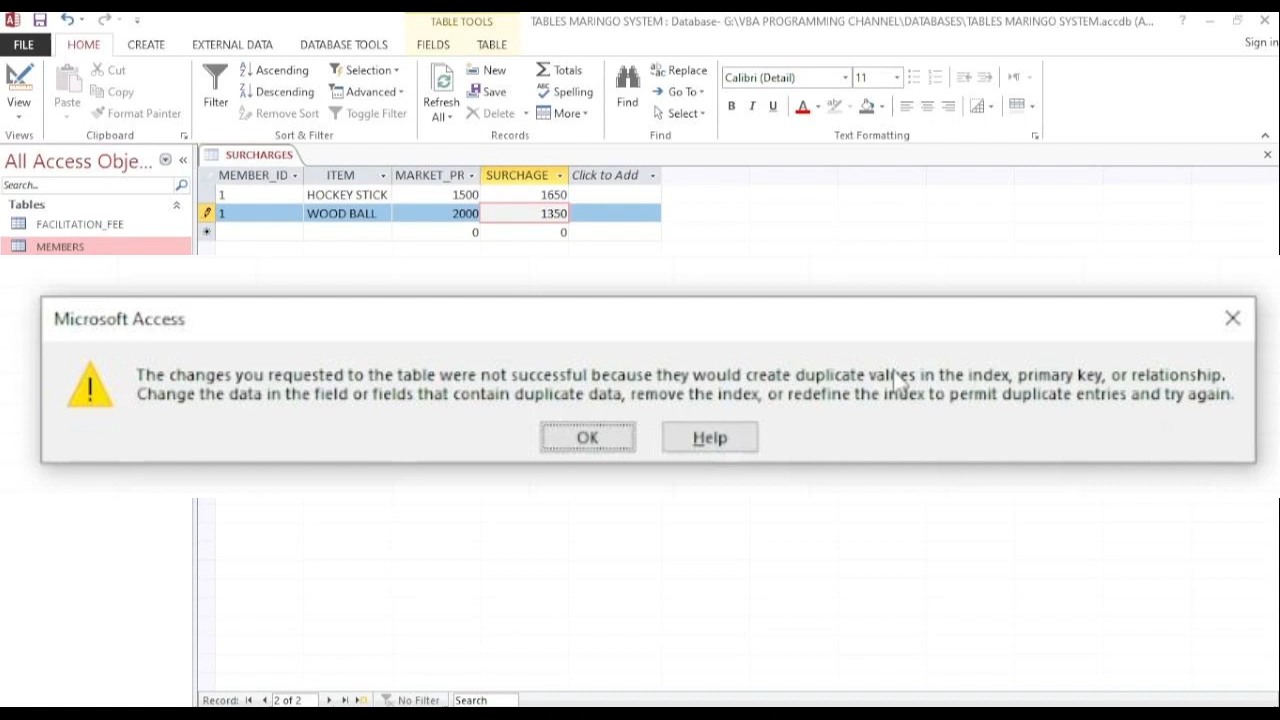 TABLE TOOLS
TABLES MARINGO SYSTEM : Database- G:\VBA PROGRAMMING CHANNEL\DATABASES\TABLES MARINGO SYSTEM.accdb (A...
FILE HOME CREATE EXTERNAL DATA DATABASE TOOLS FIELDS TABLE Sign in
Cut Ascending Selection New Totals Replace Calibri (Detail) 11
Copy Descending Advanced Save Spelling Go To
View Paste Format Painter Filter Remove Sort Toggle Filter Refresh All Delete More Find Select B I U A
Views Clipboard Sort & Filter Records Find Text Formatting
All Access Obje... SURCHARGES
Search...
MEMBER_ID ITEM MARKET_PR SURCHAGE Click to Add
1 HOCKEY STICK 1500 1650
Tables 1 WOOD BALL 2000 1350
FACILITATION_FEE 0 0
MEMBERS
Microsoft Access
The changes you requested to the table were not successful because they would create duplicate values in the index, primary key, or relationship.
Change the data in the field or fields that contain duplicate data, remove the index, or redefine the index to permit duplicate entries and try again.
OK Help
Record: 2 of 2 No Filter Search